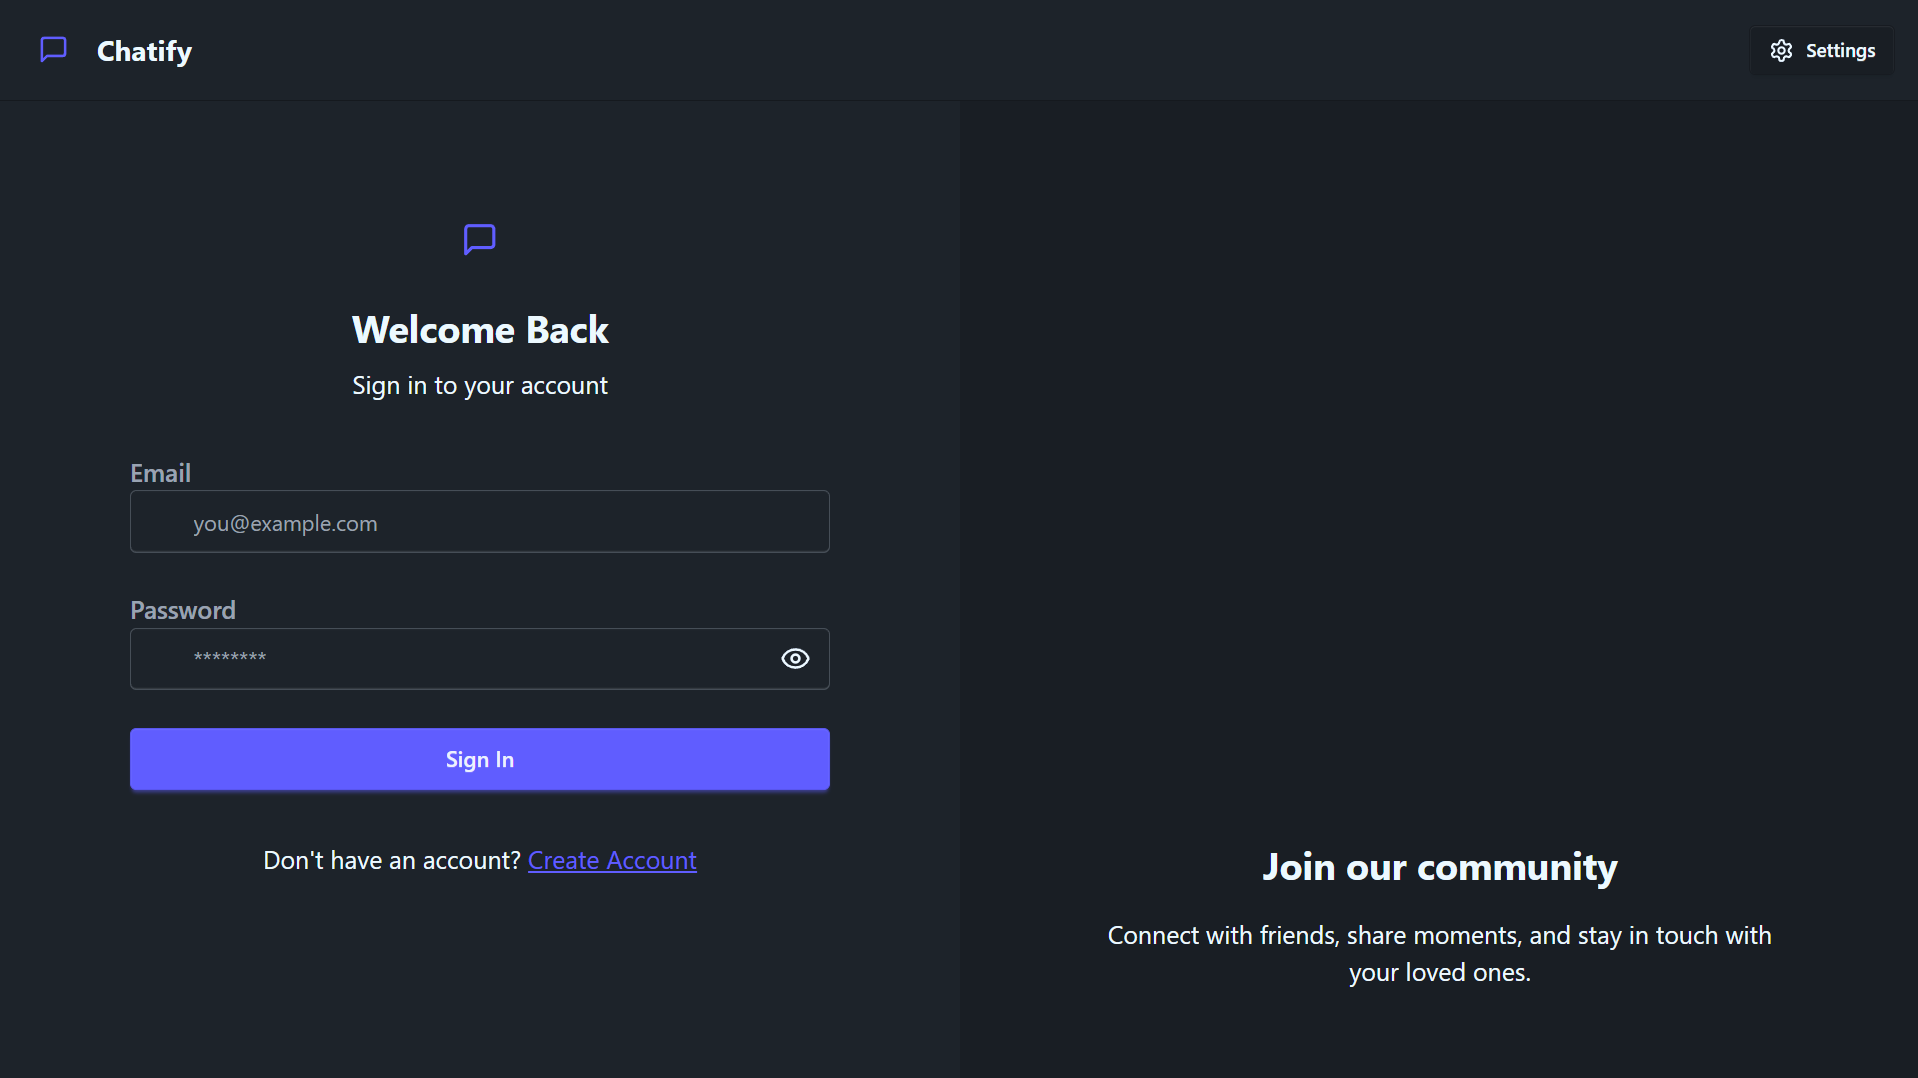 Chatify
Settings
Welcome Back
Sign in to your account
Email
you@example.com
Password
********
Sign In
Don't have an account? Create Account
Join our community
Connect with friends, share moments, and stay in touch with
your loved ones.